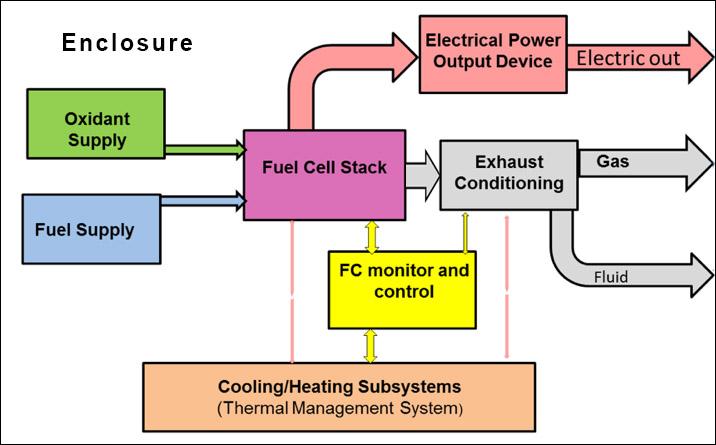 Enclosure
Electrical Power
Output Device
Electric out
Oxidant
Supply
Fuel Cell Stack
Exhaust
Conditioning
Gas
Fuel Supply
FC monitor and
control
Fluid
Cooling/Heating Subsystems
(Thermal Management System)